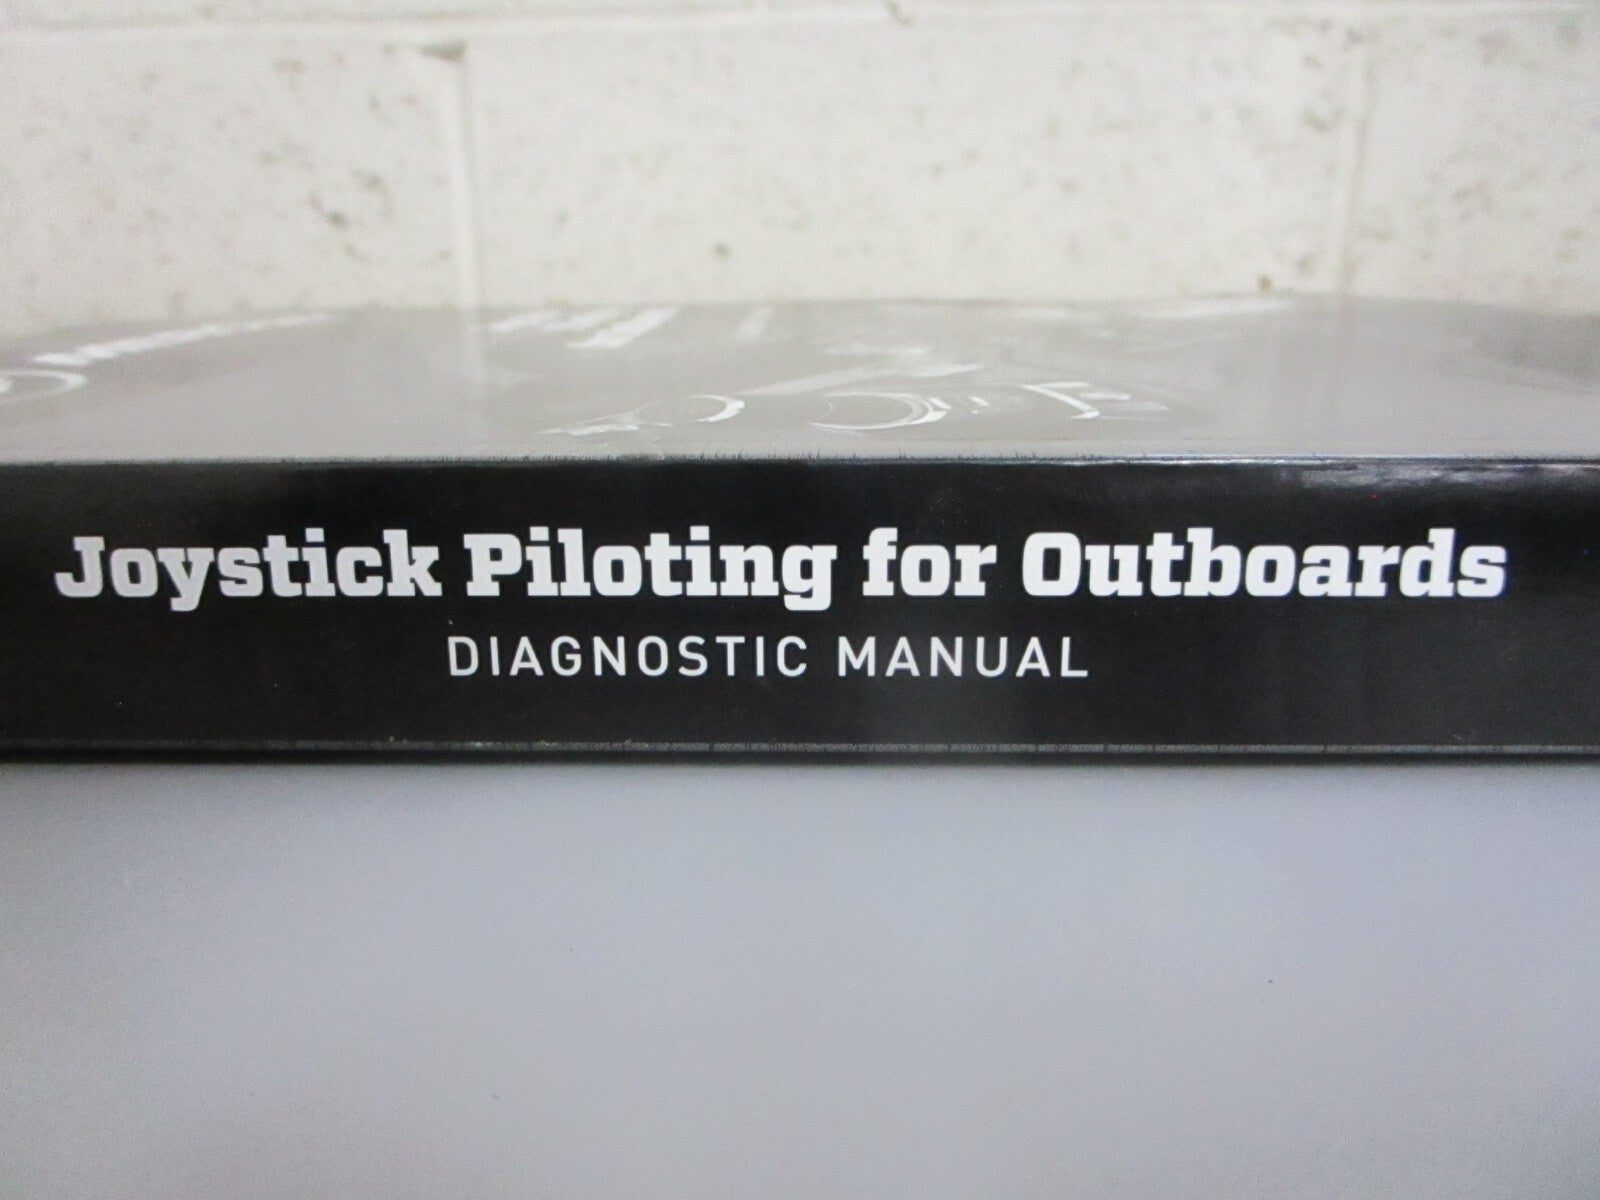 Joystick Piloting for Outboards
DIAGNOSTIC MANUAL